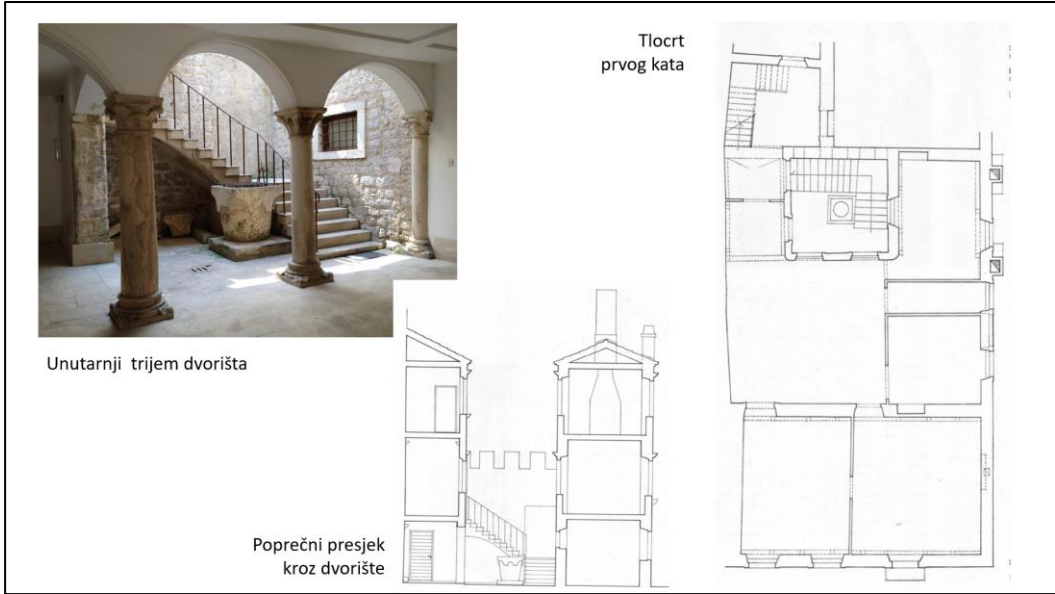 Tlocrt
prvog kata
Unutarnji trijem dvorišta
Poprečni presjek
kroz dvorište